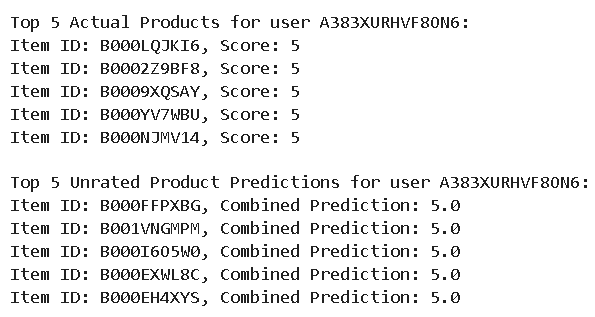 Top 5 Actual Products for user A383XURHVF8ON6:
Item ID: B000LQJKI6, Score: 5
Item ID: B0002Z9BF8, Score: 5
Item ID: B0009XQSAY, Score: 5
Item ID: B000YV7WBU, Score: 5
Item ID: B000NJMV14, Score: 5
Top 5 Unrated Product Predictions for user A383XURHVF8ON6:
Item ID: B000FFPXBG, Combined Prediction: 5.0
Item ID: B001VNGMPM, Combined Prediction: 5.0
Item ID: B000I6O5W0, Combined Prediction: 5.0
Item ID: B000EXWL8C, Combined Prediction: 5.0
Item ID: B000EH4XYS, Combined Prediction: 5.0